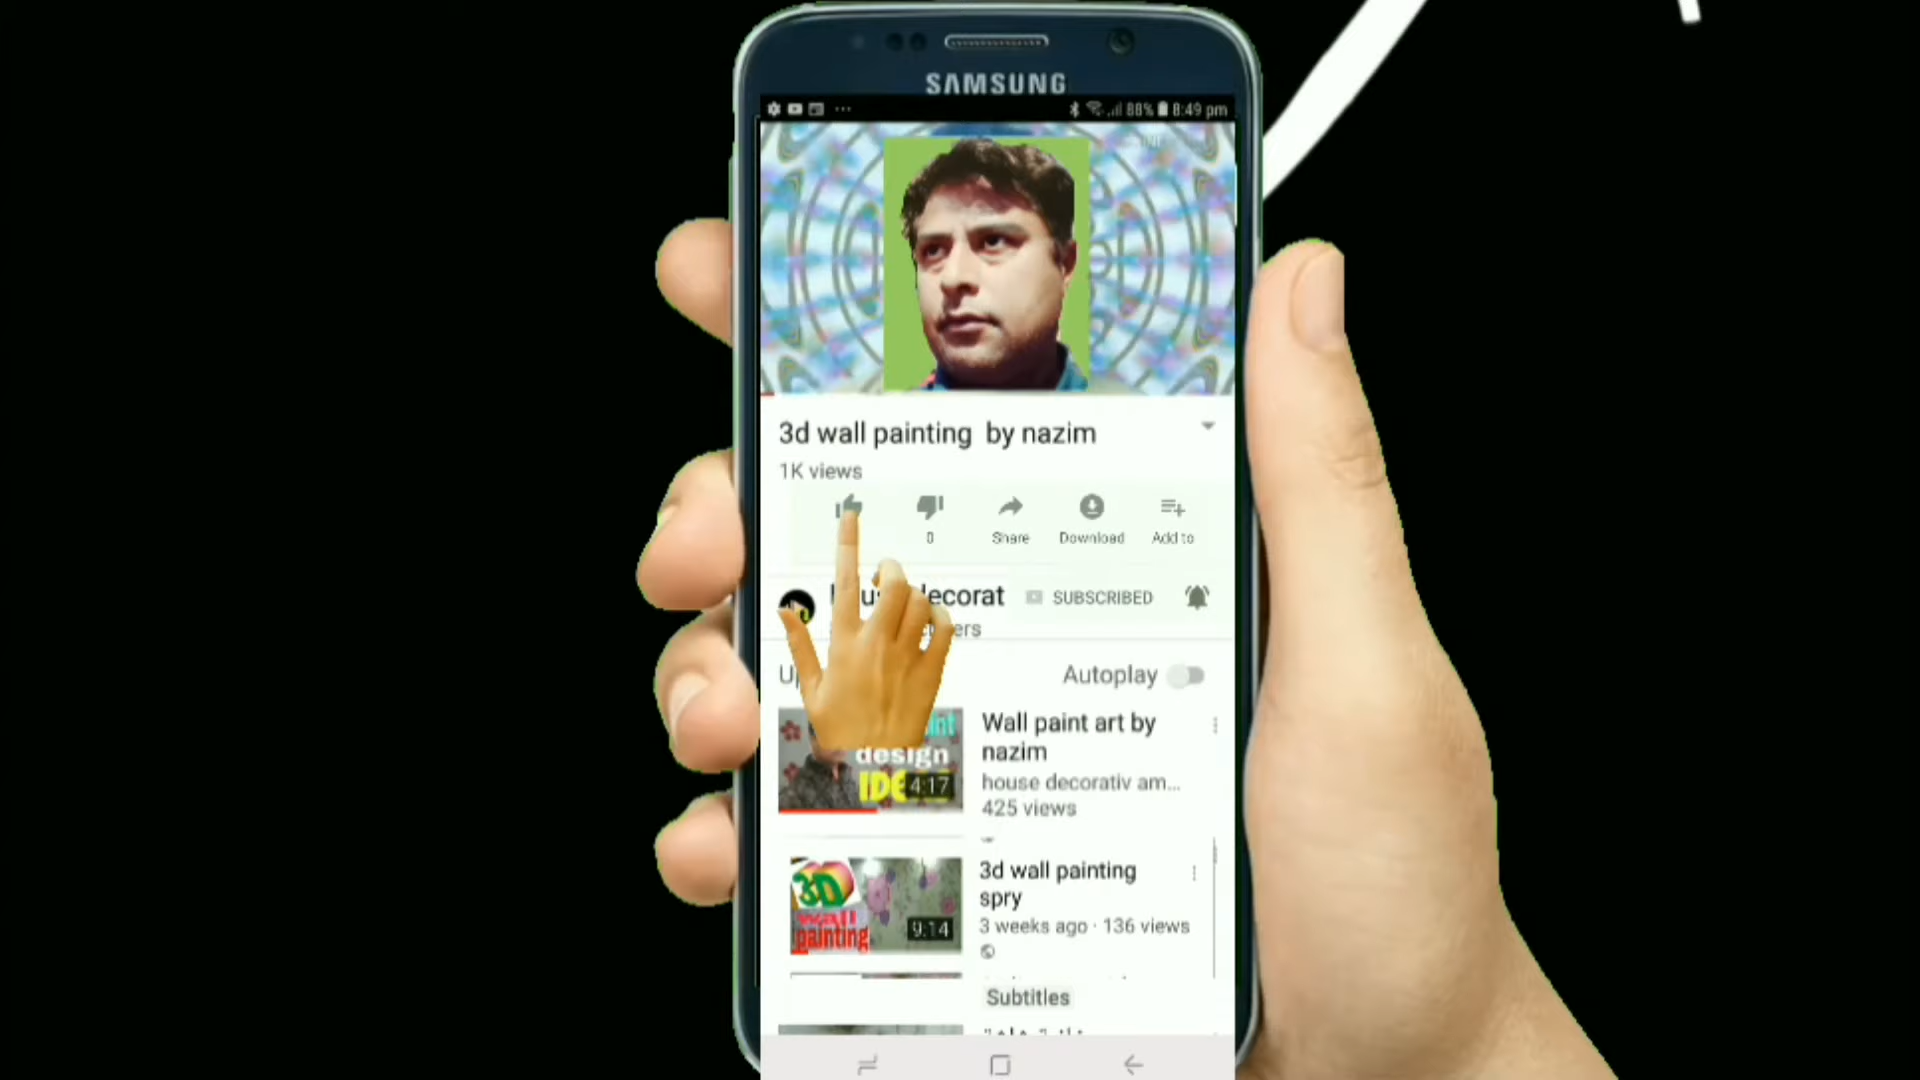 SAMSUNG
88% 8:49 pm
3d wall painting by nazim
1K views
0 Share Download Add to
decorat SUBSCRIBED
Autoplay
Wall paint art by
nazim
house decorativ am...
425 views
design
4:17
3d wall painting
spry
3 weeks ago · 136 views
3D
wall
painting
9:14
Subtitles